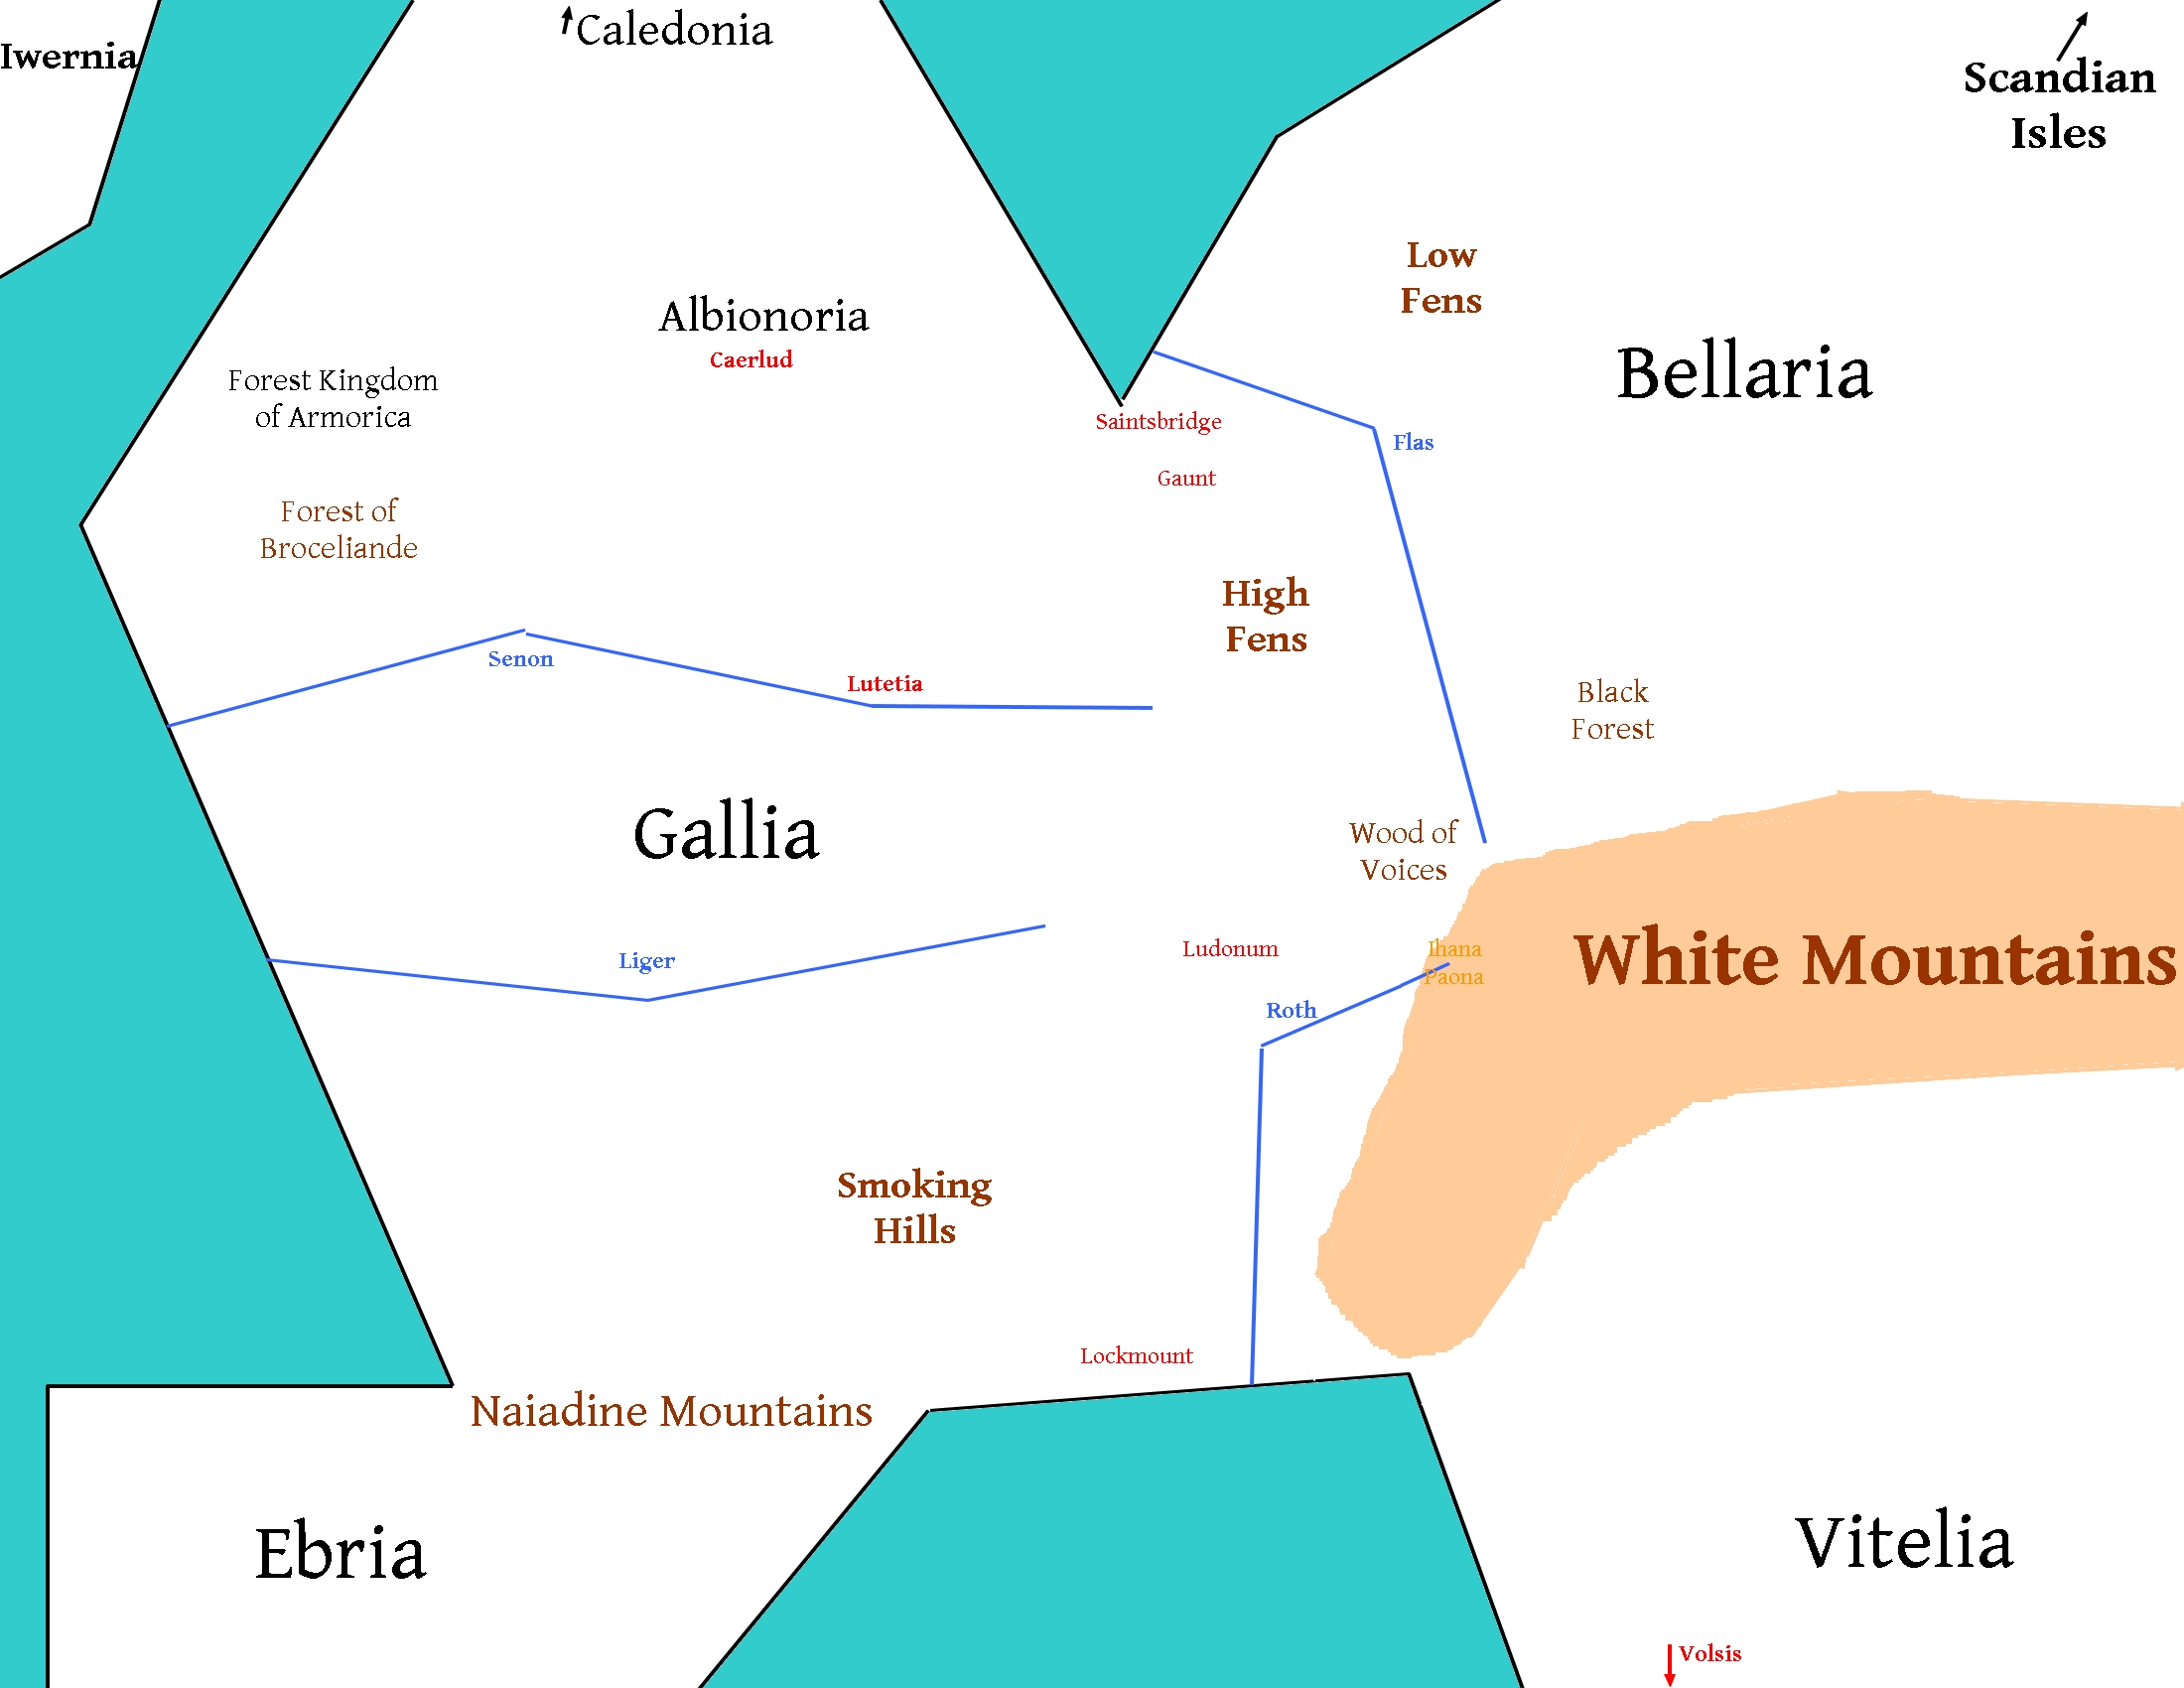 Caledonia
Iwernia
Scandian
Isles
Low
Fens
Albionoria
Caerlud
Bellaria
Forest Kingdom
of Armorica
Saintsbridge
Flas
Gaunt
Forest of
Broceliande
High
Fens
Senon
Lutetia
Black
Forest
Gallia
Wood of
Voices
Liger
Ludonum
Ihana
Paona
White Mountains
Roth
Smoking
Hills
Lockmount
Naiadine Mountains
Ebria
Vitelia
Volsis